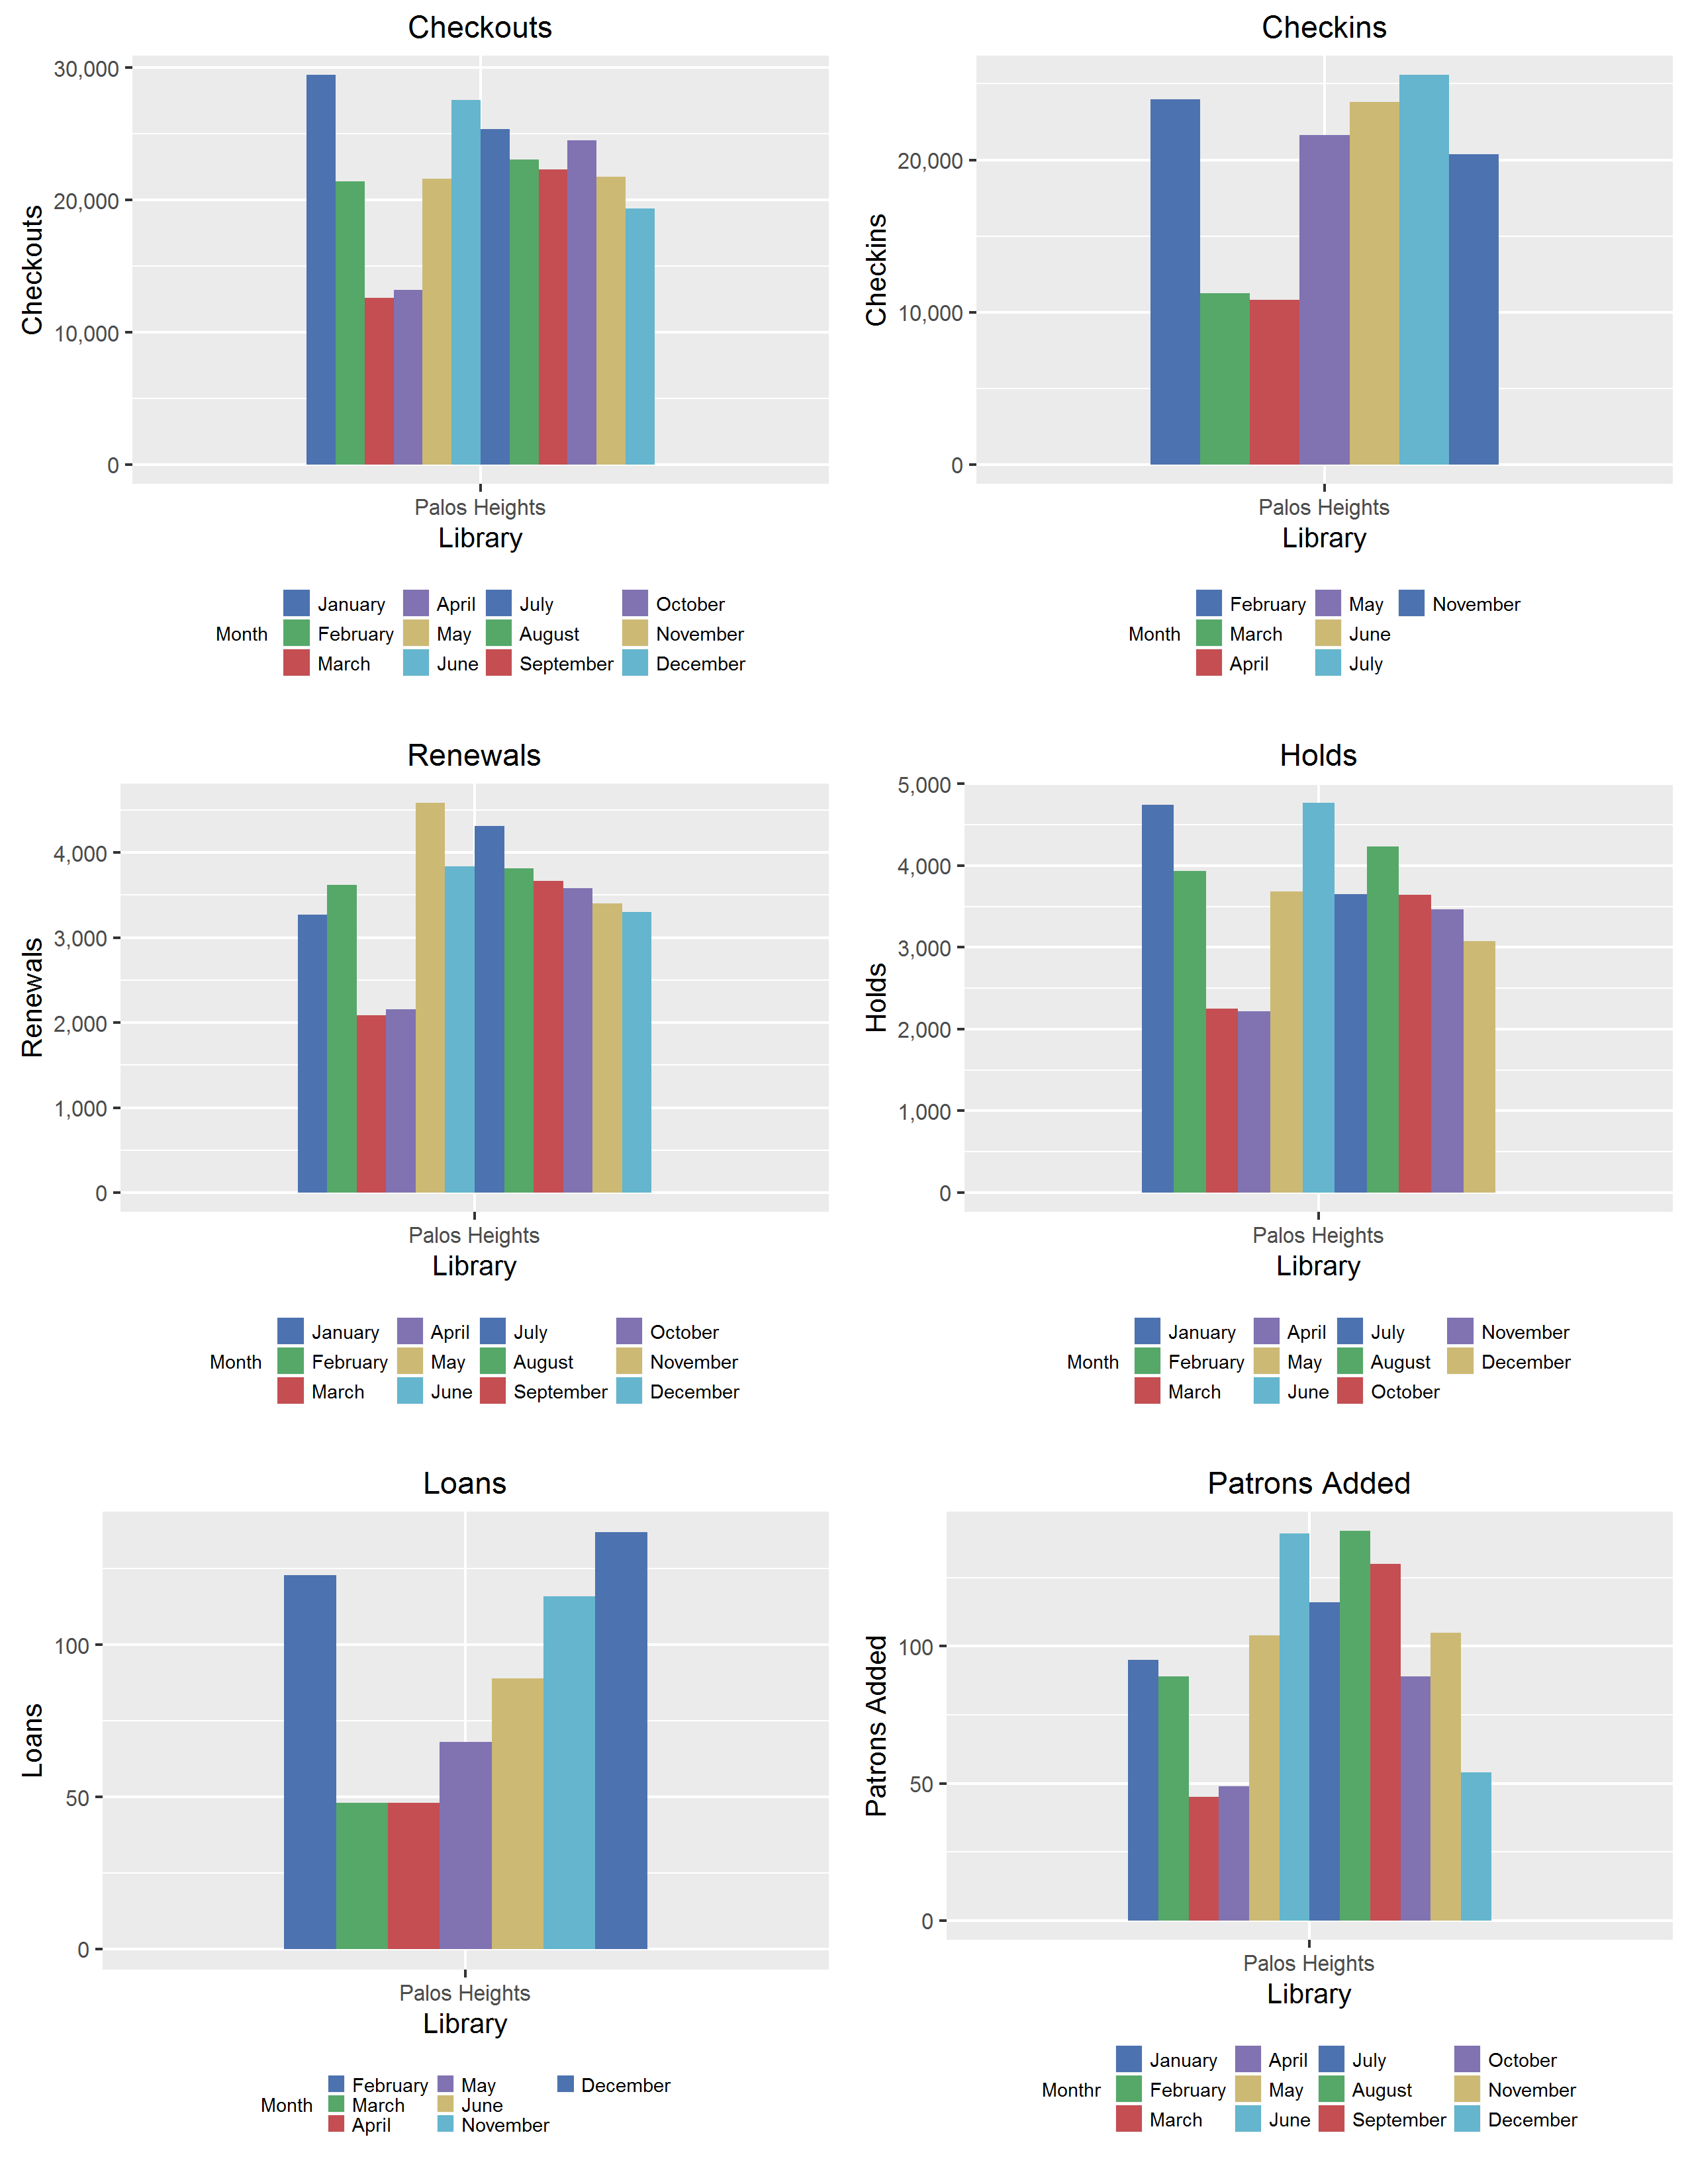 Checkouts
Checkouts
30,000
20,000
10,000
0
Palos Heights
Library
Month
January April July October
February May August November
March June September December
Checkins
Checkins
20,000
10,000
0
Palos Heights
Library
Month
February May November
March June
April July
Renewals
Renewals
4,000
3,000
2,000
1,000
0
Palos Heights
Library
Month
January April July October
February May August November
March June September December
Holds
Holds
5,000
4,000
3,000
2,000
1,000
0
Palos Heights
Library
Month
January April July November
February May August December
March June October
Loans
Loans
100
50
0
Palos Heights
Library
Month
February May December
March June
April November
Patrons Added
Patrons Added
100
50
0
Palos Heights
Library
Monthr
January April July October
February May August November
March June September December